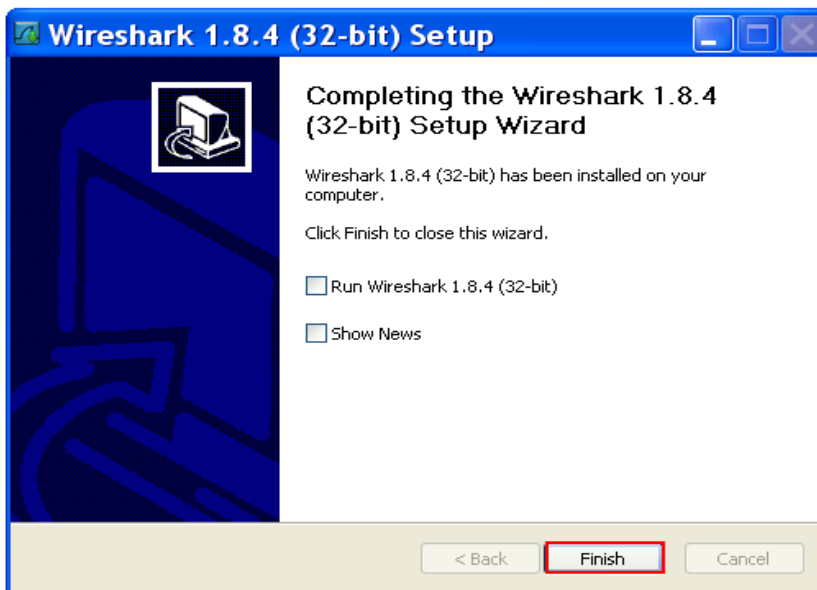 Wireshark 1.8.4 (32-bit) Setup
Completing the Wireshark 1.8.4
(32-bit) Setup Wizard
Wireshark 1.8.4 (32-bit) has been installed on your
computer.
Click Finish to close this wizard.
Run Wireshark 1.8.4 (32-bit)
Show News
< Back
Finish
Cancel